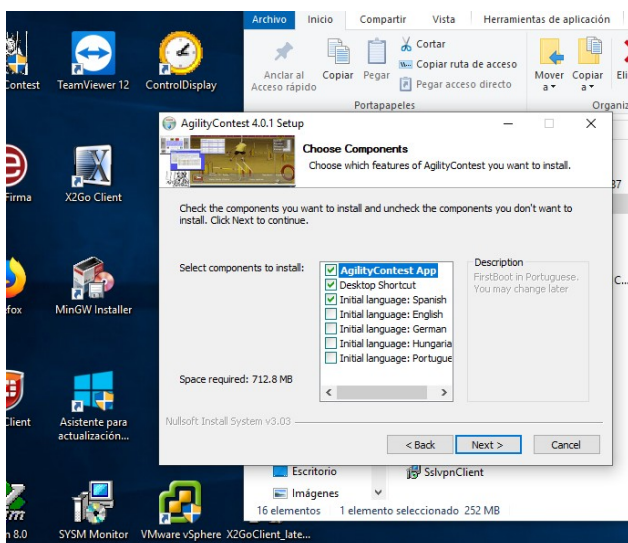 Archivo Inicio Compartir Vista Herramientas de aplicación
Anclar al
Acceso rápido
Copiar
Pegar
Cortar
Copiar ruta de acceso
Pegar acceso directo
Mover
a
Copiar
a
Eli
Portapapeles
Organiz
Contest
TeamViewer 12
ControlDisplay
Firma
X2Go Client
efox
MinGW Installer
Client
Asistente para
actualización...
n 8.0
SYSM Monitor
VMware vSphere
X2GoClient_late...
AgilityContest 4.0.1 Setup
Choose Components
Choose which features of AgilityContest you want to install.
Check the components you want to install and uncheck the components you don't want to
install. Click Next to continue.
Select components to install:
AgilityContest App
Desktop Shortcut
Initial language: Spanish
Initial language: English
Initial language: German
Initial language: Hungaria
Initial language: Portugue
Description
FirstBoot in Portuguese.
You may change later
Space required: 712.8 MB
Nullsoft Install System v3.03
< Back
Next >
Cancel
37
C...
Escritorio
SslvpnClient
Imágenes
16 elementos 1 elemento seleccionado 252 MB